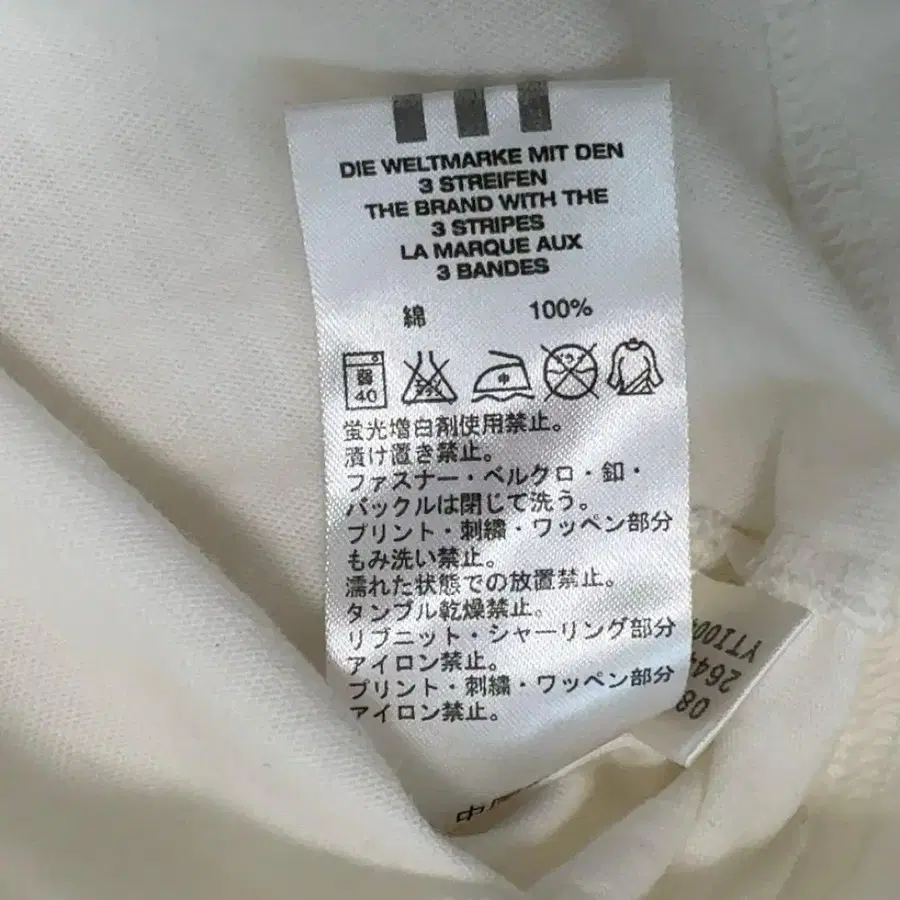 DIE WELTMARKE MIT DEN
3 STREIFEN
THE BRAND WITH THE
3 STRIPES
LA MARQUE AUX
3 BANDES
綿 100%
弱
40
蛍光増白剤使用禁止。
漬け置き禁止。
ファスナー・ベルクロ・釦・
バックルは閉じて洗う。
プリント・刺繍・ワッペン部分
もみ洗い禁止。
濡れた状態での放置禁止。
タンブル乾燥禁止。
リブニット・シャーリング部分
アイロン禁止。
プリント・刺繍・ワッペン部分
アイロン禁止。
YTI00
264
08
中